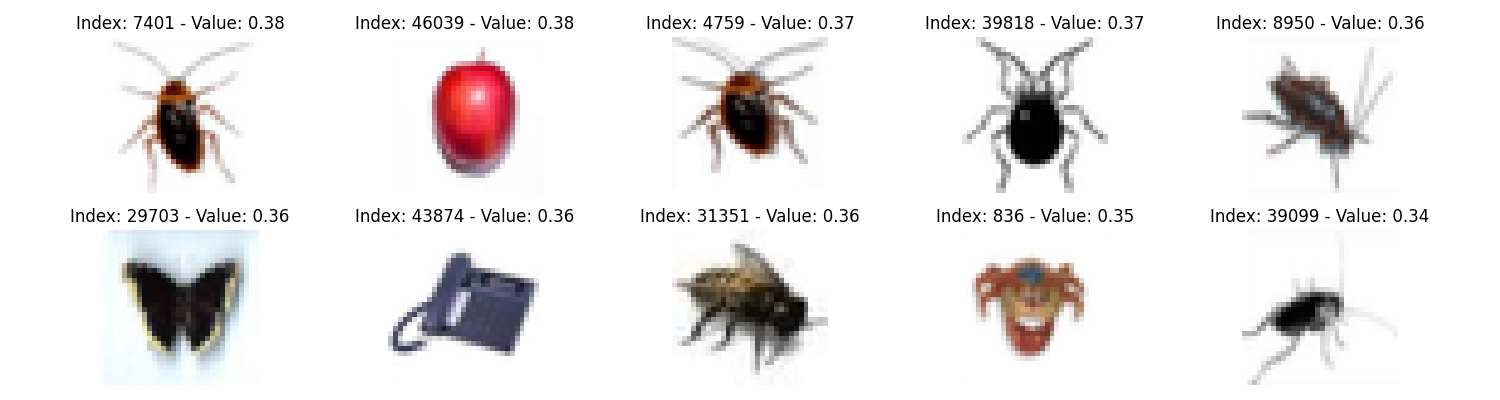 Index: 7401 - Value: 0.38
Index: 46039 - Value: 0.38
Index: 4759 - Value: 0.37
Index: 39818 - Value: 0.37
Index: 8950 - Value: 0.36
Index: 29703 - Value: 0.36
Index: 43874 - Value: 0.36
Index: 31351 - Value: 0.36
Index: 836 - Value: 0.35
Index: 39099 - Value: 0.34